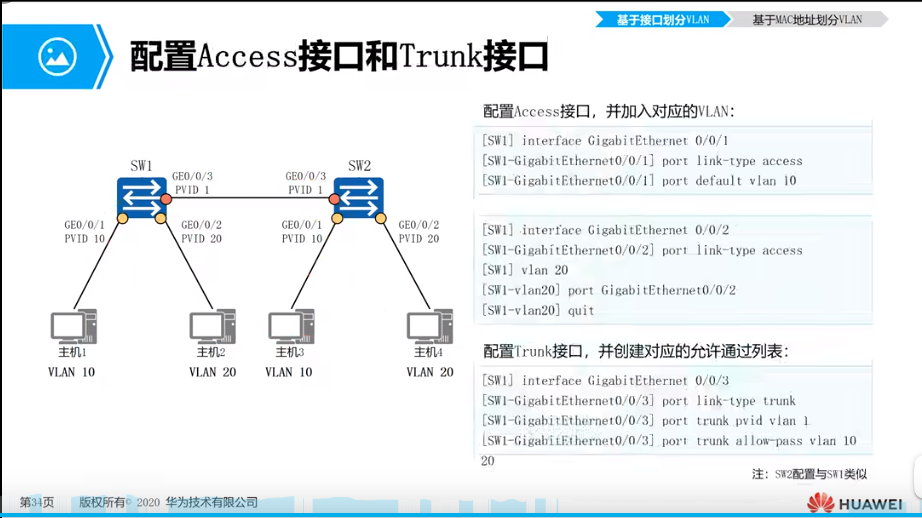 基于接口划分VLAN
基于MAC地址划分VLAN
配置Access接口和Trunk接口
SW1
SW2
GE0/0/3
PVID 1
GE0/0/3
PVID 1
GE0/0/1
PVID 10
GE0/0/2
PVID 20
GE0/0/1
PVID 10
GE0/0/2
PVID 20
主机1
主机2
主机3
主机4
VLAN 10
VLAN 20
VLAN 10
VLAN 20
配置Access接口，并加入对应的VLAN：
[SW1] interface GigabitEthernet 0/0/1
[SW1-GigabitEthernet0/0/1] port link-type access
[SW1-GigabitEthernet0/0/1] port default vlan 10
[SW1] interface GigabitEthernet 0/0/2
[SW1-GigabitEthernet0/0/2] port link-type access
[SW1] vlan 20
[SW1-vlan20] port GigabitEthernet0/0/2
[SW1-vlan20] quit
配置Trunk接口，并创建对应的允许通过列表：
[SW1] interface GigabitEthernet 0/0/3
[SW1-GigabitEthernet0/0/3] port link-type trunk
[SW1-GigabitEthernet0/0/3] port trunk pvid vlan 1
[SW1-GigabitEthernet0/0/3] port trunk allow-pass vlan 10
20
注：SW2配置与SW1类似
第34页
版权所有© 2020 华为技术有限公司
HUAWEI